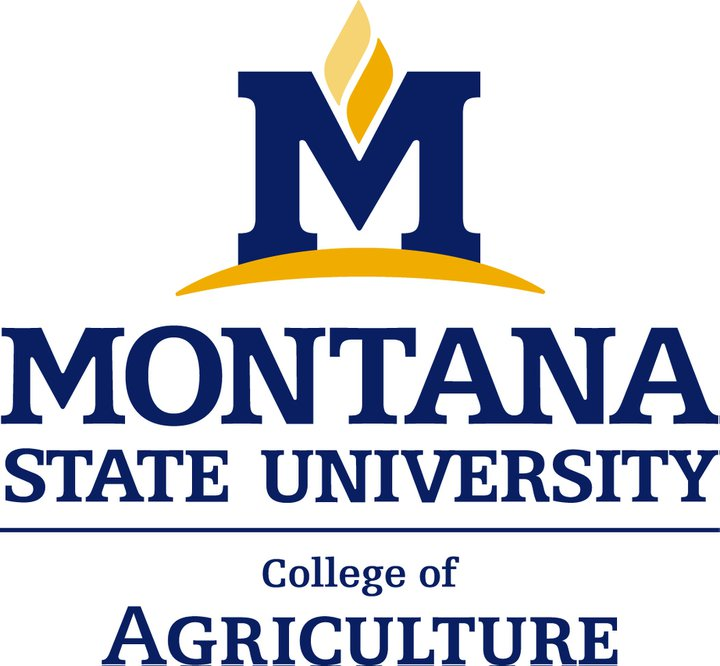 M
MONTANA
STATE UNIVERSITY
College of
AGRICULTURE